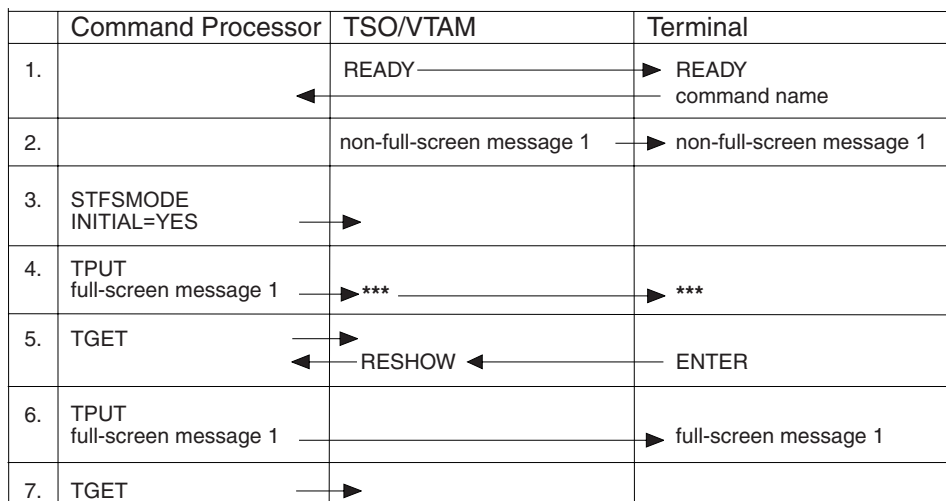 Command Processor TSO/VTAM Terminal
1. READY READY
command name
2. non-full-screen message 1 non-full-screen message 1
3. STFSMODE
INITIAL=YES
4. TPUT
full-screen message 1 *** ***
5. TGET
RESHOW ENTER
6. TPUT
full-screen message 1 full-screen message 1
7. TGET